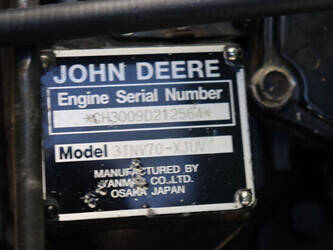 JOHN DEERE
Engine Serial Number
*CH3009D212564*
Model 3TNV70-XJUV
MANUFACTURED BY
YANMAR CO.,LTD.
OSAKA JAPAN